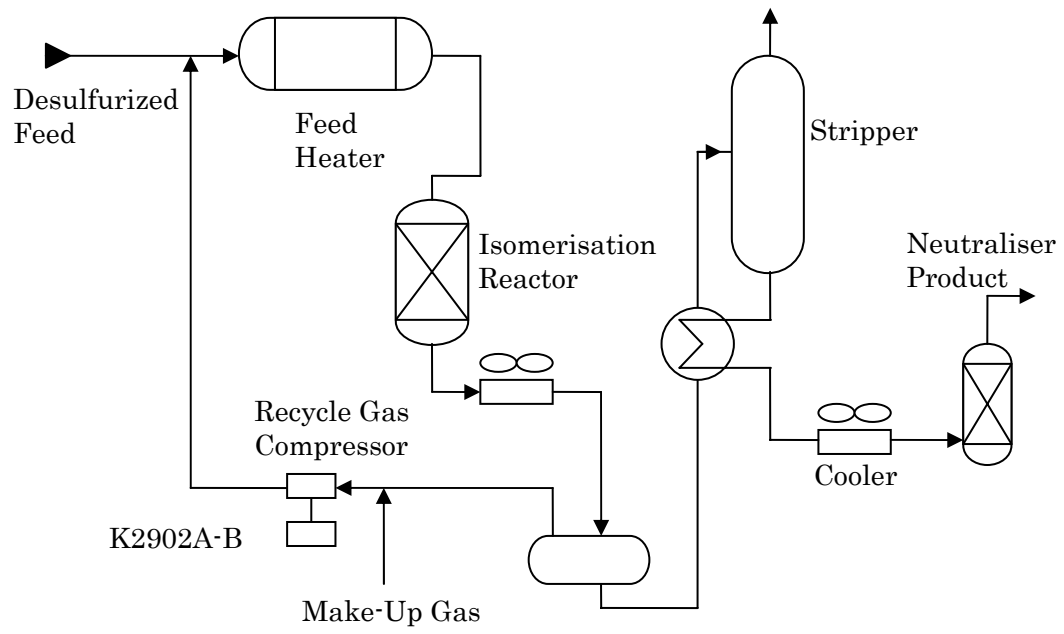 Desulfurized
Feed
Feed
Heater
Stripper
Isomerisation
Reactor
Neutraliser
Product
Recycle Gas
Compressor
Cooler
K2902A-B
Make-Up Gas